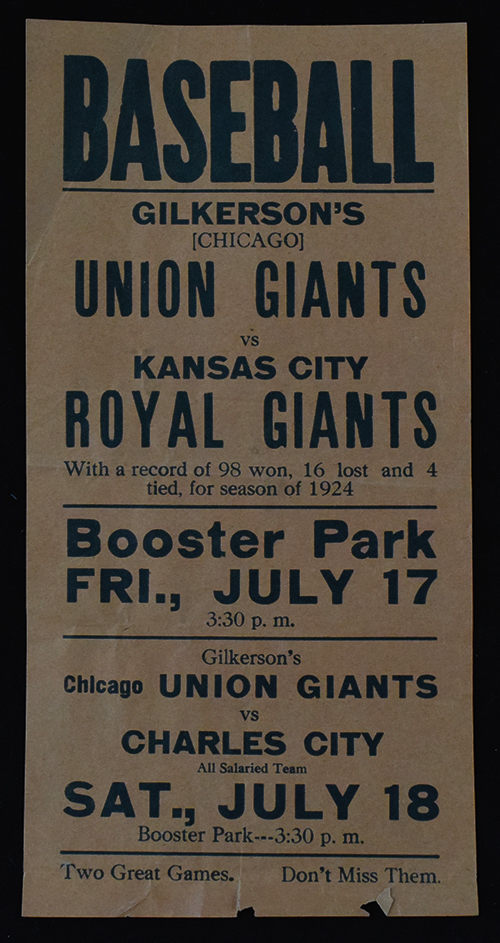 BASEBALL
GILKERSON'S
[CHICAGO]
UNION GIANTS
vs
KANSAS CITY
ROYAL GIANTS
With a record of 98 won, 16 lost and 4
tied, for season of 1924
Booster Park
FRI., JULY 17
3:30 p. m.
Gilkerson's
Chicago UNION GIANTS
vs
CHARLES CITY
All Salaried Team
SAT., JULY 18
Booster Park---3:30 p. m.
Two Great Games. Don't Miss Them.